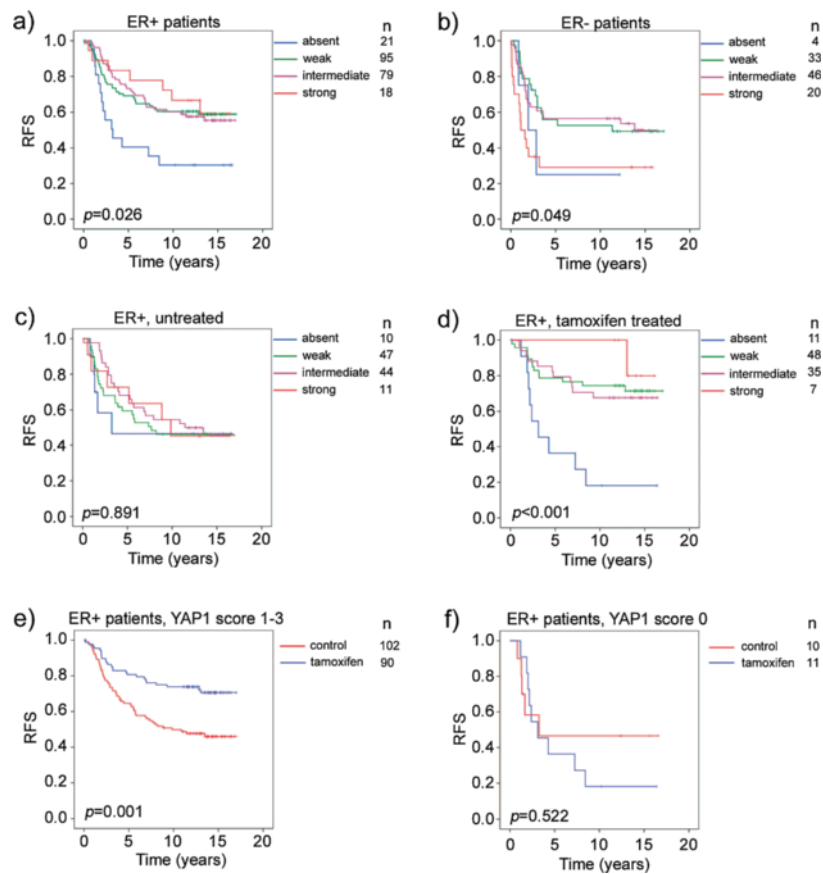 a) ER+ patients
n
absent 21
weak 95
intermediate 79
strong 18
RFS
1.0
0.8
0.6
0.4
0.2
0.0
p=0.026
0 5 10 15 20
Time (years)
b) ER- patients
n
absent 4
weak 33
intermediate 46
strong 20
RFS
1.0
0.8
0.6
0.4
0.2
0.0
p=0.049
0 5 10 15 20
Time (years)
c) ER+, untreated
n
absent 10
weak 47
intermediate 44
strong 11
RFS
1.0
0.8
0.6
0.4
0.2
0.0
p=0.891
0 5 10 15 20
Time (years)
d) ER+, tamoxifen treated
n
absent 11
weak 48
intermediate 35
strong 7
RFS
1.0
0.8
0.6
0.4
0.2
0.0
p<0.001
0 5 10 15 20
Time (years)
e) ER+ patients, YAP1 score 1-3
n
control 102
tamoxifen 90
RFS
1.0
0.8
0.6
0.4
0.2
0.0
p=0.001
0 5 10 15 20
Time (years)
f) ER+ patients, YAP1 score 0
n
control 10
tamoxifen 11
RFS
1.0
0.8
0.6
0.4
0.2
0.0
p=0.522
0 5 10 15 20
Time (years)